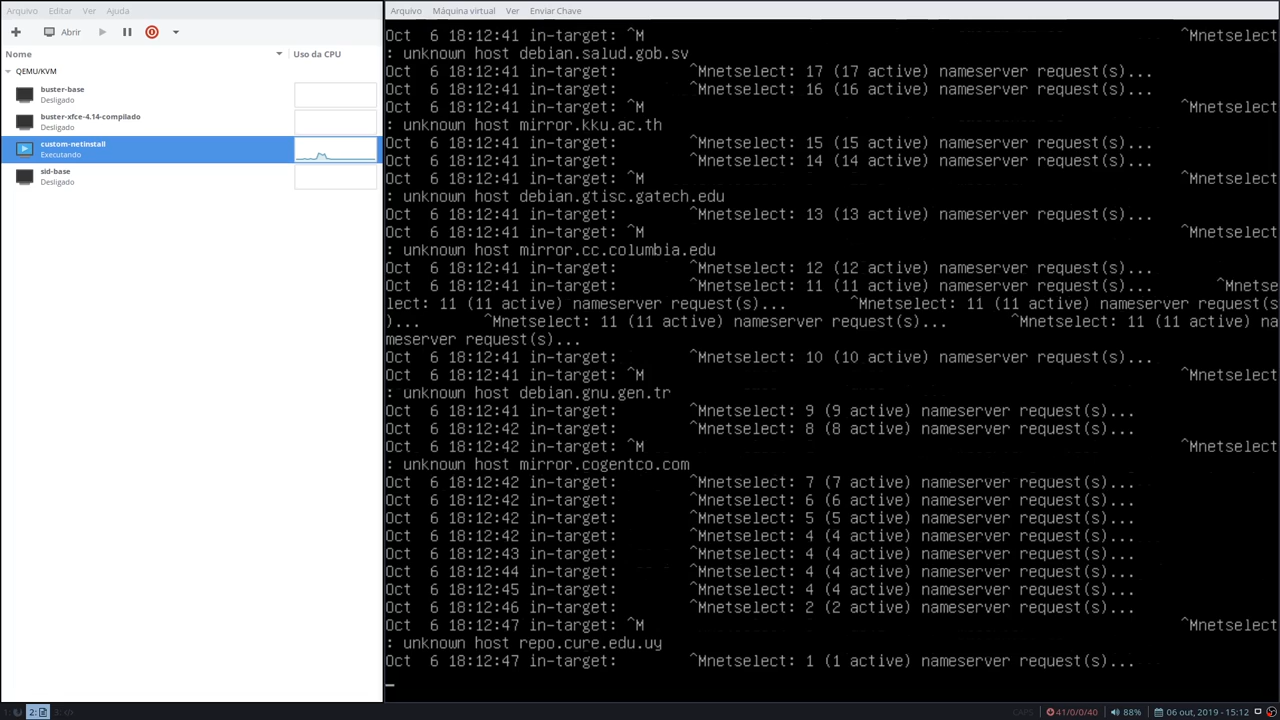 Arquivo Editar Ver Ajuda
Abrir
Nome Uso da CPU
QEMU/KVM
buster-base
Desligado
buster-xfce-4.14-compilado
Desligado
custom-netinstall
Executando
sid-base
Desligado
Arquivo Máquina virtual Ver Enviar Chave
Oct 6 18:12:41 in-target: ^M ^Mnetselect
: unknown host debian.salud.gob.sv
Oct 6 18:12:41 in-target: ^Mnetselect: 17 (17 active) nameserver request(s)...
Oct 6 18:12:41 in-target: ^Mnetselect: 16 (16 active) nameserver request(s)...
Oct 6 18:12:41 in-target: ^M ^Mnetselect
: unknown host mirror.kku.ac.th
Oct 6 18:12:41 in-target: ^Mnetselect: 15 (15 active) nameserver request(s)...
Oct 6 18:12:41 in-target: ^Mnetselect: 14 (14 active) nameserver request(s)...
Oct 6 18:12:41 in-target: ^M ^Mnetselect
: unknown host debian.gtisc.gatech.edu
Oct 6 18:12:41 in-target: ^Mnetselect: 13 (13 active) nameserver request(s)...
Oct 6 18:12:41 in-target: ^M ^Mnetselect
: unknown host mirror.cc.columbia.edu
Oct 6 18:12:41 in-target: ^Mnetselect: 12 (12 active) nameserver request(s)...
Oct 6 18:12:41 in-target: ^Mnetselect: 11 (11 active) nameserver request(s)... ^Mnetse
lect: 11 (11 active) nameserver request(s)... ^Mnetselect: 11 (11 active) nameserver request(s
)... ^Mnetselect: 11 (11 active) nameserver request(s)... ^Mnetselect: 11 (11 active) na
meserver request(s)...
Oct 6 18:12:41 in-target: ^Mnetselect: 10 (10 active) nameserver request(s)...
Oct 6 18:12:41 in-target: ^M ^Mnetselect
: unknown host debian.gnu.gen.tr
Oct 6 18:12:41 in-target: ^Mnetselect: 9 (9 active) nameserver request(s)...
Oct 6 18:12:42 in-target: ^Mnetselect: 8 (8 active) nameserver request(s)...
Oct 6 18:12:42 in-target: ^M ^Mnetselect
: unknown host mirror.cogentco.com
Oct 6 18:12:42 in-target: ^Mnetselect: 7 (7 active) nameserver request(s)...
Oct 6 18:12:42 in-target: ^Mnetselect: 6 (6 active) nameserver request(s)...
Oct 6 18:12:42 in-target: ^Mnetselect: 5 (5 active) nameserver request(s)...
Oct 6 18:12:42 in-target: ^Mnetselect: 4 (4 active) nameserver request(s)...
Oct 6 18:12:43 in-target: ^Mnetselect: 4 (4 active) nameserver request(s)...
Oct 6 18:12:44 in-target: ^Mnetselect: 4 (4 active) nameserver request(s)...
Oct 6 18:12:45 in-target: ^Mnetselect: 4 (4 active) nameserver request(s)...
Oct 6 18:12:46 in-target: ^Mnetselect: 2 (2 active) nameserver request(s)...
Oct 6 18:12:47 in-target: ^M ^Mnetselect
: unknown host repo.cure.edu.uy
Oct 6 18:12:47 in-target: ^Mnetselect: 1 (1 active) nameserver request(s)...
1: 2: 3: CAPS 41/0/0/40 88% 06 out, 2019 - 15:12